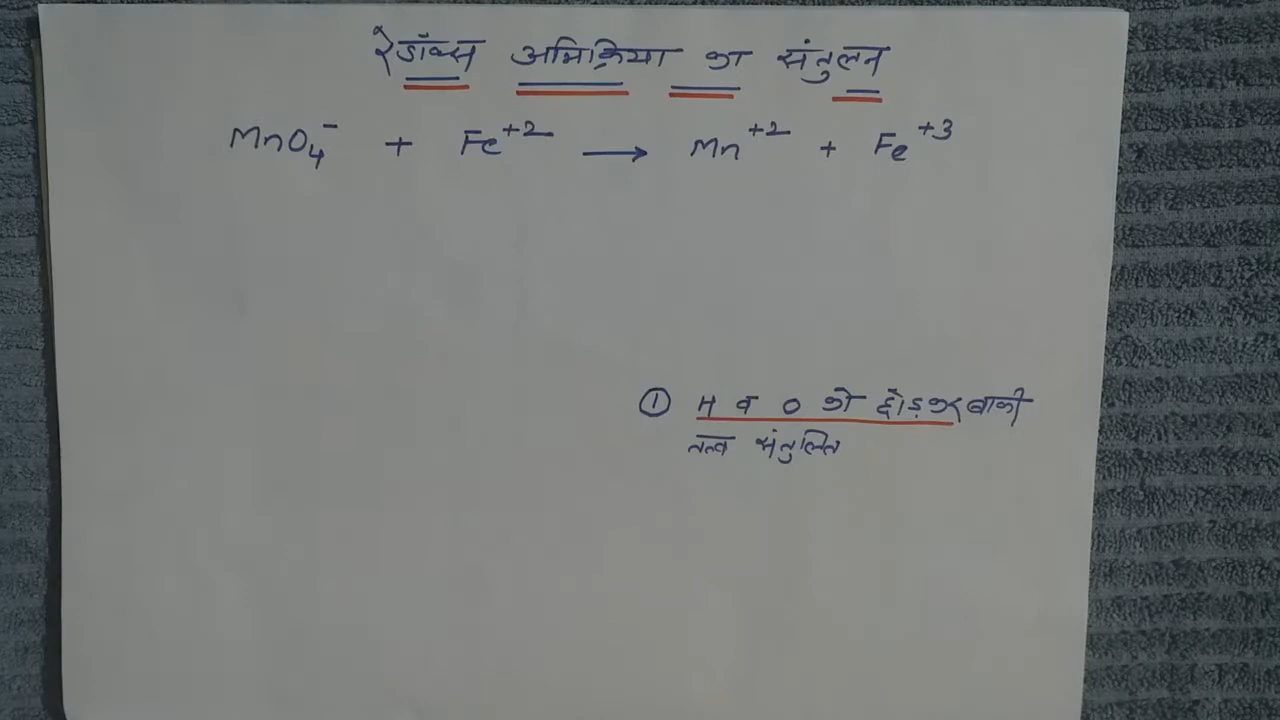 रेडॉक्स अभिक्रिया का संतुलन
MnO₄⁻ + Fe⁺² → Mn⁺² + Fe⁺³
① H व O को छोड़कर बाकी
तत्व संतुलित